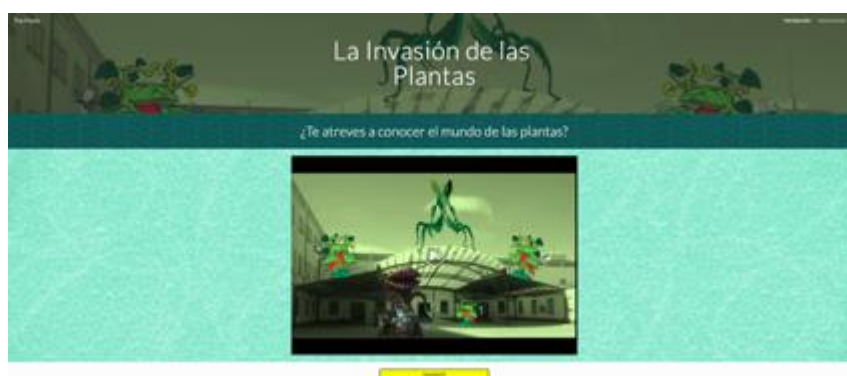 La Invasión de las
Plantas
¿Te atreves a conocer el mundo de las plantas?